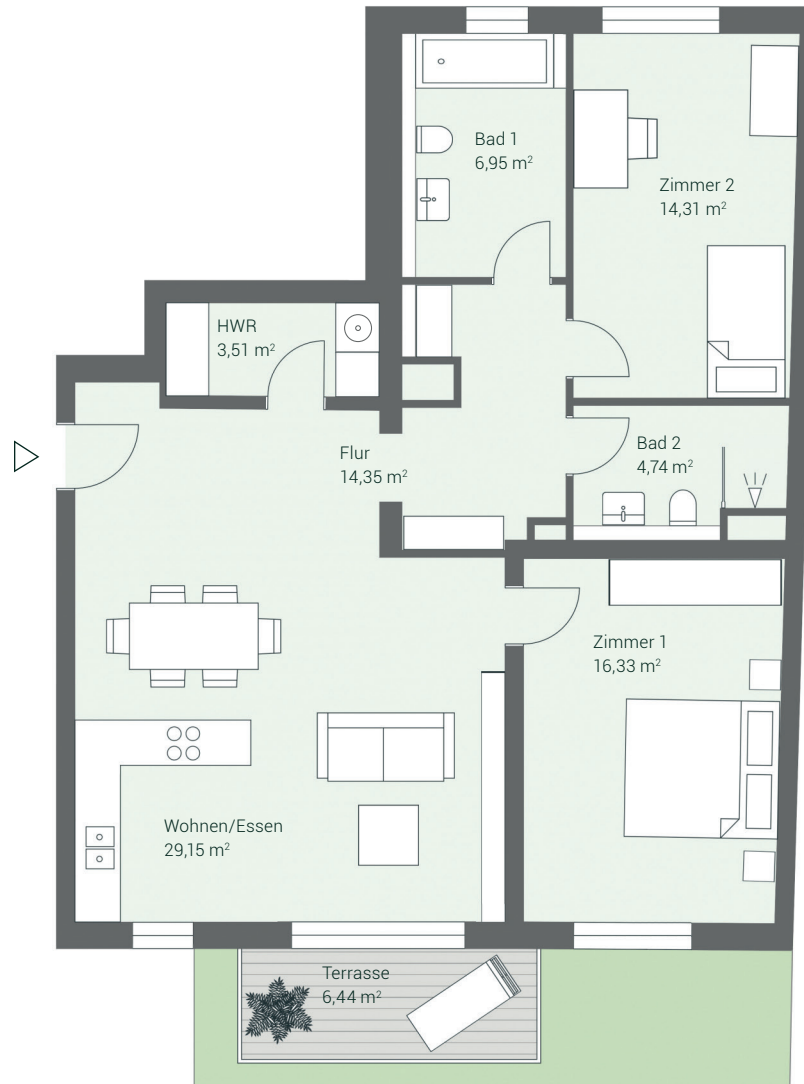 Bad 1
6,95 m²
Zimmer 2
14,31 m²
HWR
3,51 m²
Flur
14,35 m²
Bad 2
4,74 m²
Zimmer 1
16,33 m²
Wohnen/Essen
29,15 m²
Terrasse
6,44 m²